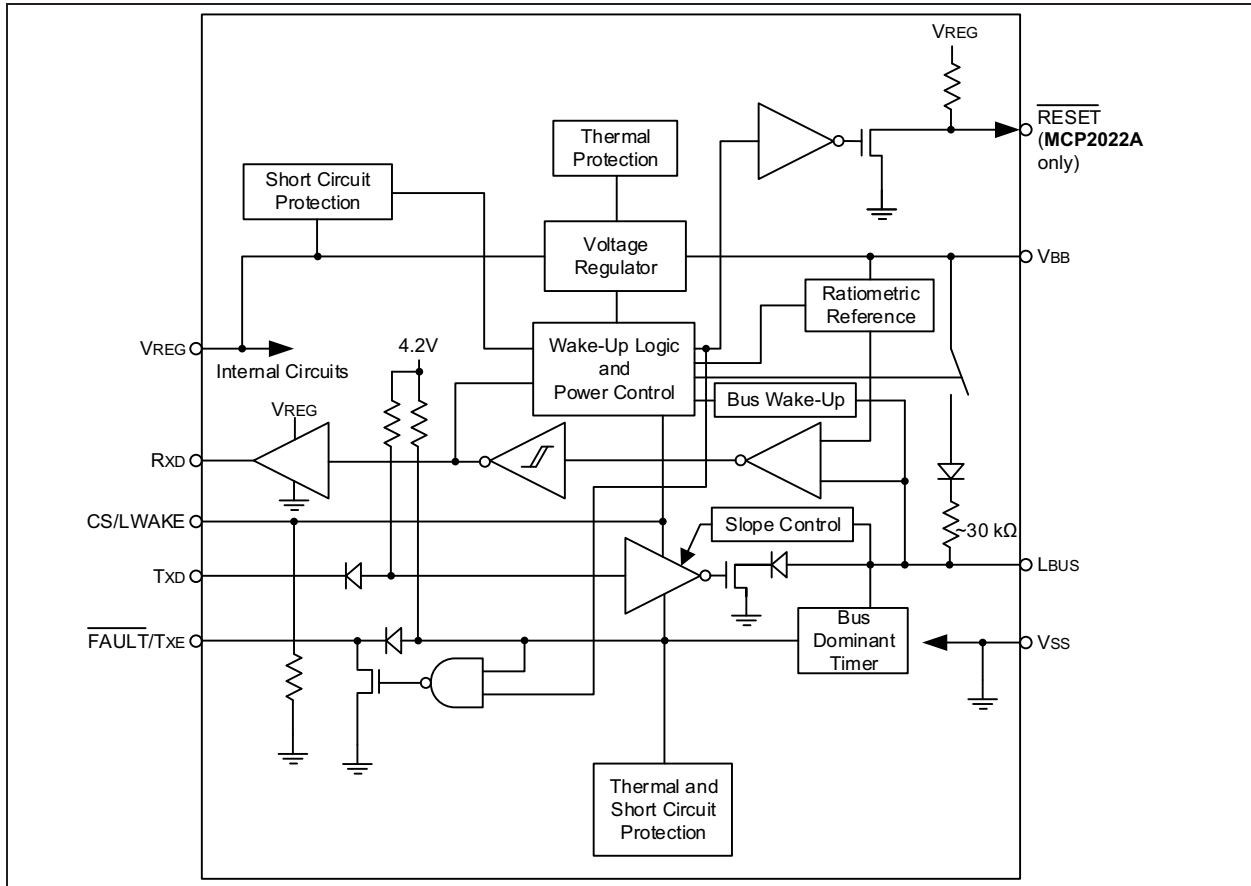 VREG
RESET
(MCP2022A
only)
Thermal
Protection
Short Circuit
Protection
Voltage
Regulator
VBB
Ratiometric
Reference
VREG
Internal Circuits
4.2V
Wake-Up Logic
and
Power Control
Bus Wake-Up
VREG
RXD
CS/LWAKE
Slope Control
~30 kΩ
TXD
LBUS
FAULT/TXE
Bus
Dominant
Timer
VSS
Thermal and
Short Circuit
Protection